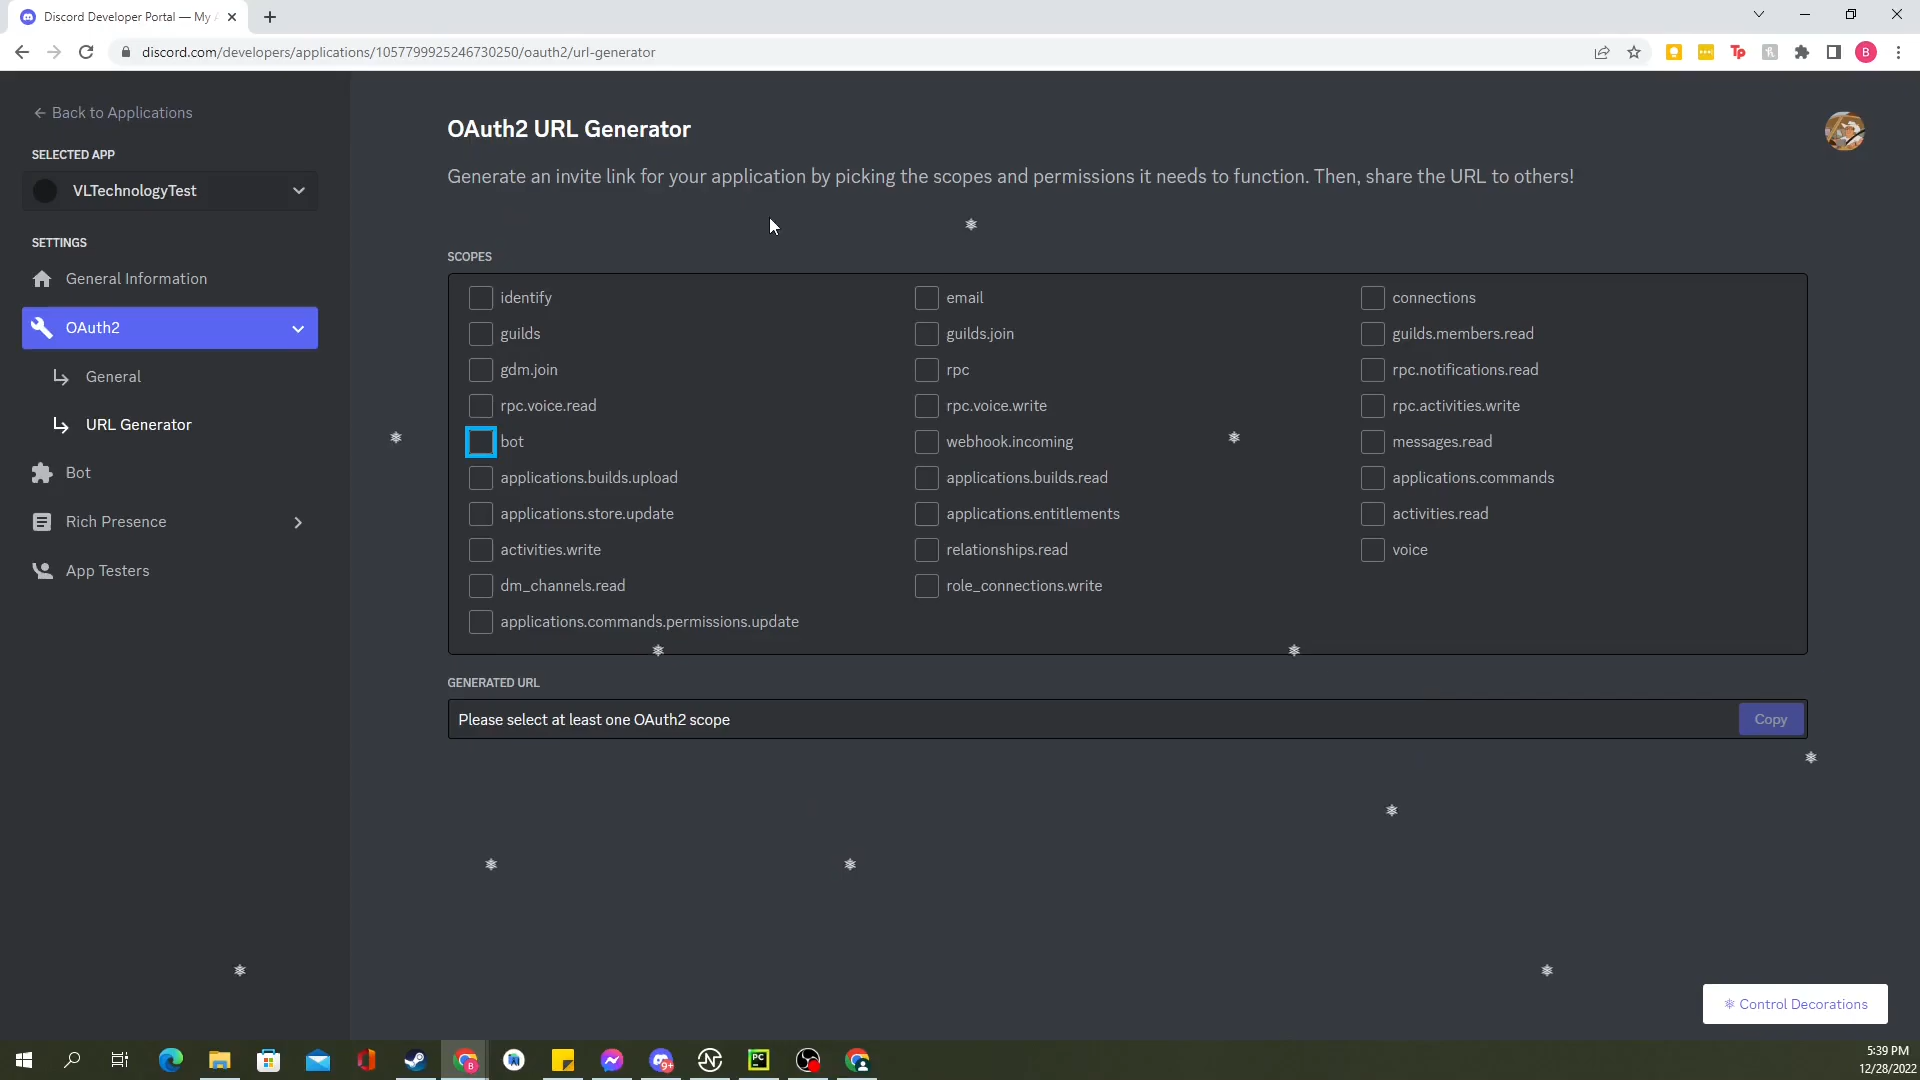 Discord Developer Portal — My A
discord.com/developers/applications/1057799925246730250/oauth2/url-generator
B
Back to Applications
SELECTED APP
VLTechnologyTest
SETTINGS
General Information
OAuth2
General
URL Generator
Bot
Rich Presence
App Testers
OAuth2 URL Generator
Generate an invite link for your application by picking the scopes and permissions it needs to function. Then, share the URL to others!
SCOPES
identify
email
connections
guilds
guilds.join
guilds.members.read
gdm.join
rpc
rpc.notifications.read
rpc.voice.read
rpc.voice.write
rpc.activities.write
bot
webhook.incoming
messages.read
applications.builds.upload
applications.builds.read
applications.commands
applications.store.update
applications.entitlements
activities.read
activities.write
relationships.read
voice
dm_channels.read
role_connections.write
applications.commands.permissions.update
GENERATED URL
Please select at least one OAuth2 scope
Copy
Control Decorations
5:39 PM
12/28/2022